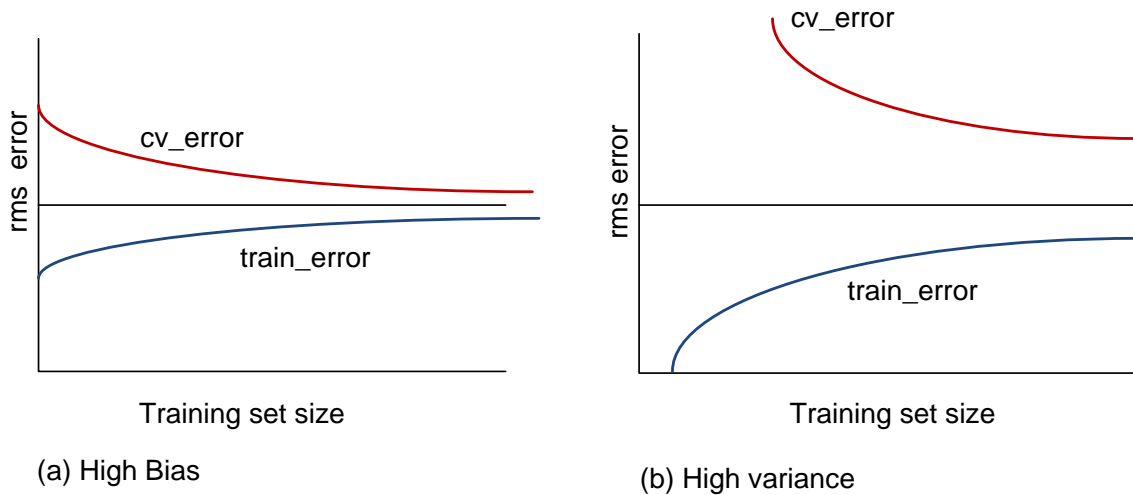 rms error
cv_error
train_error
Training set size
(a) High Bias
cv_error
rms error
train_error
Training set size
(b) High variance